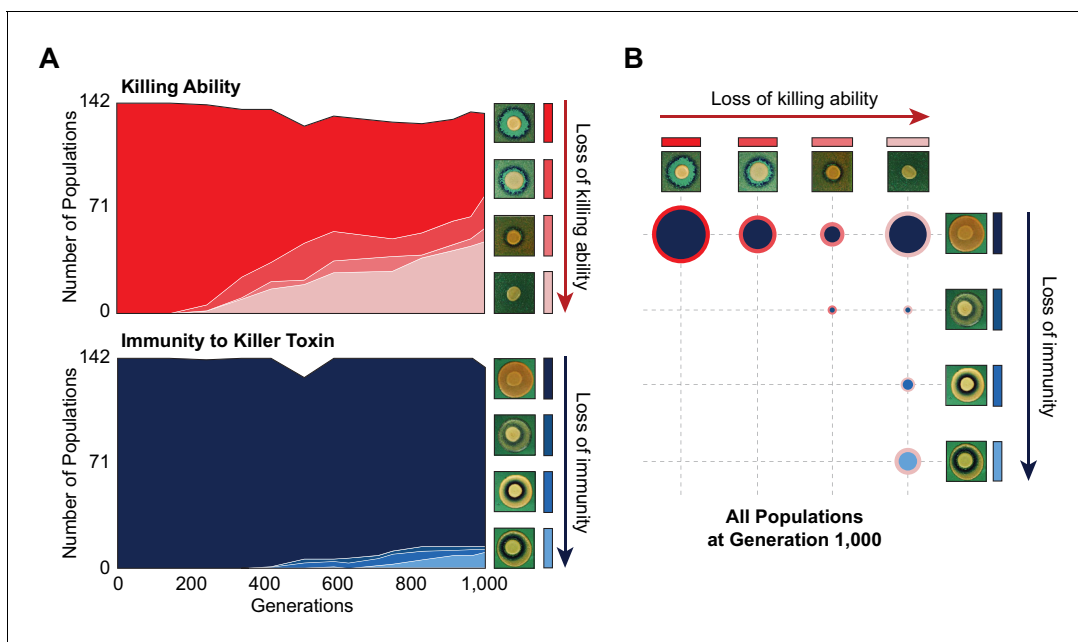 A
Killing Ability
142
71
0
Number of Populations
Loss of killing ability
Immunity to Killer Toxin
142
71
0
Number of Populations
Loss of immunity
0 200 400 600 800 1,000
Generations
B
Loss of killing ability
Loss of immunity
All Populations
at Generation 1,000